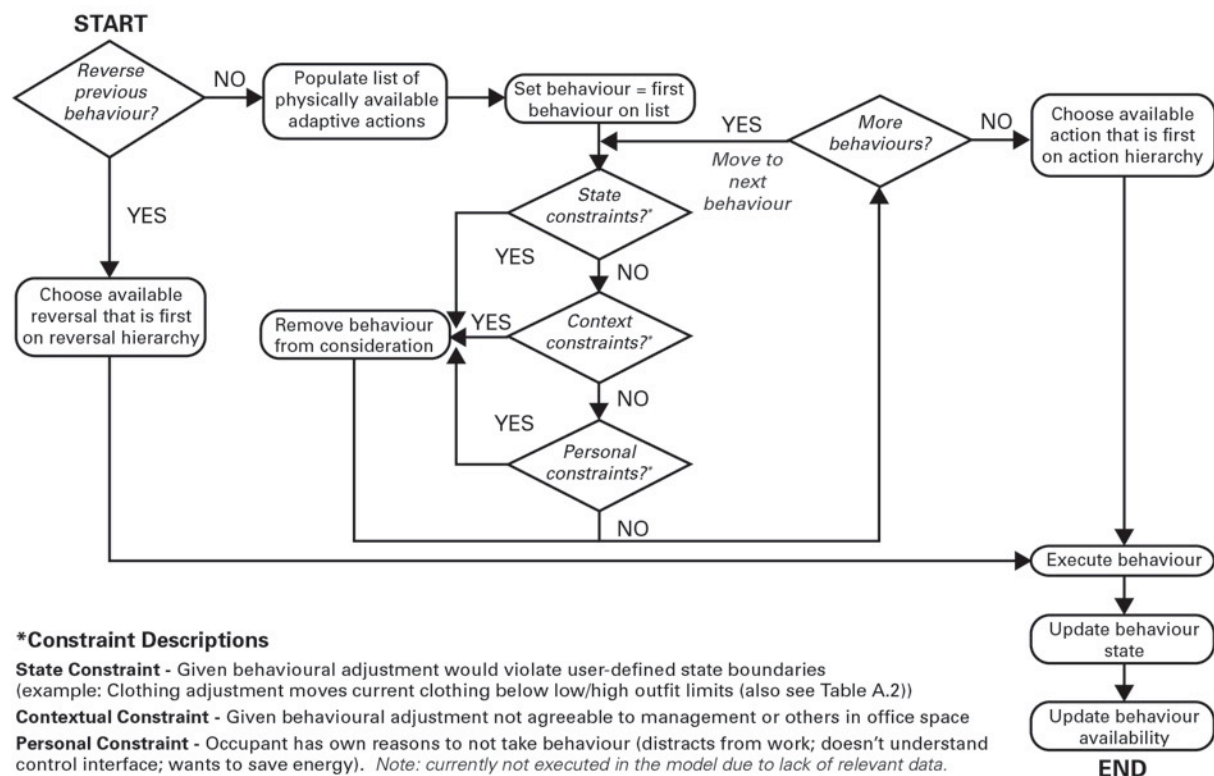 START
Reverse
previous
behaviour?
NO
Populate list of
physically available
adaptive actions
Set behaviour = first
behaviour on list
YES
Move to
next
behaviour
More
behaviours?
NO
Choose available
action that is first
on action hierarchy
YES
Choose available
reversal that is first
on reversal hierarchy
State
constraints?*
YES
NO
Remove behaviour
from consideration
YES
Context
constraints?*
NO
YES
Personal
constraints?*
NO
Execute behaviour
Update behaviour
state
Update behaviour
availability
END
*Constraint Descriptions
State Constraint - Given behavioural adjustment would violate user-defined state boundaries
(example: Clothing adjustment moves current clothing below low/high outfit limits (also see Table A.2))
Contextual Constraint - Given behavioural adjustment not agreeable to management or others in office space
Personal Constraint - Occupant has own reasons to not take behaviour (distracts from work; doesn't understand
control interface; wants to save energy). Note: currently not executed in the model due to lack of relevant data.